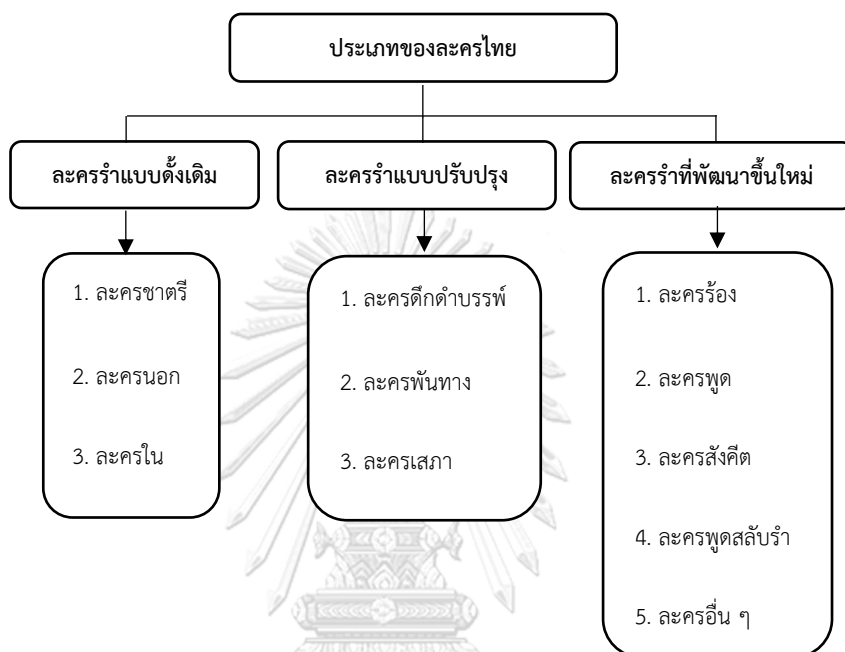 ประเภทของละครไทย
ละครรำแบบดั้งเดิม
ละครรำแบบปรับปรุง
ละครรำที่พัฒนาขึ้นใหม่
1. ละครชาตรี
2. ละครนอก
3. ละครใน
1. ละครดึกดำบรรพ์
2. ละครพันทาง
3. ละครเสภา
1. ละครร้อง
2. ละครพูด
3. ละครสังคีต
4. ละครพูดสลับรำ
5. ละครอื่น ๆ